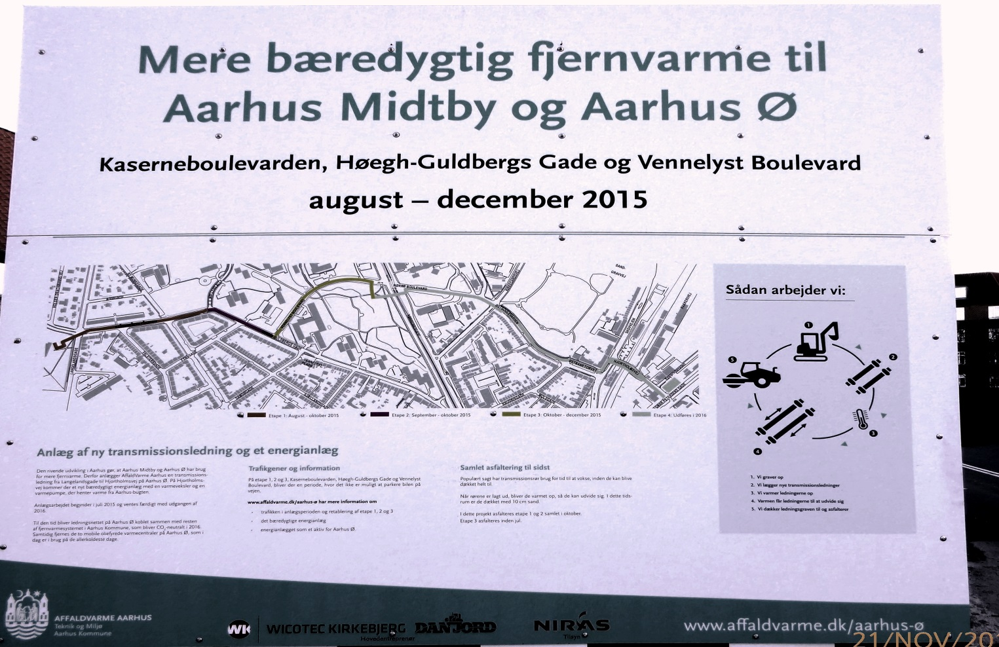 Mere bæredygtig fjernvarme til
Aarhus Midtby og Aarhus Ø
Kaserneboulevarden, Høegh-Guldbergs Gade og Vennelyst Boulevard
august – december 2015
SAND-
GRAVVEJ
NØRRE BOULEVARD
ØSTBOULEVARDEN
ØSTBANETORVET
HJORTHOLMSVEJ
Etape 1: August - oktober 2015
Etape 2: September - oktober 2015
Etape 3: Oktober - december 2015
Etape 4: Udføres i 2016
Sådan arbejder vi:
1
2
3
4
5
1. Vi graver op
2. Vi lægger nye transmissionsledninger
3. Vi varmer ledningerne op
4. Varmen får ledningerne til at udvide sig
5. Vi dækker ledningsgraven til og asfalterer
Anlæg af ny transmissionsledning og et energianlæg
Den rivende udvikling i Aarhus gør, at Aarhus Midtby og Aarhus Ø har brug
for mere fjernvarme. Derfor anlægger AffaldVarme Aarhus en transmissions-
ledning fra Langelandsgade til Hjortholmsvej på Aarhus Ø. På Hjortholms-
vej kommer der et nyt bæredygtigt energianlæg med en varmeveksler og en
varmepumpe, der henter varme fra Aarhus-bugten.
Anlægsarbejdet begynder i juli 2015 og ventes færdigt med udgangen af
2016.
Til den tid bliver ledningsnettet på Aarhus Ø koblet sammen med resten
af fjernvarmesystemet i Aarhus Kommune, som bliver CO2-neutralt i 2016.
Samtidig fjernes de to mobile oliefyrede varmecentraler på Aarhus Ø, som i
dag er i brug på de allerkoldeste dage.
Trafikgener og information
På etape 1, 2 og 3, Kaserneboulevarden, Høegh-Guldbergs Gade og Vennelyst
Boulevard, bliver der en periode, hvor det ikke er muligt at parkere bilen på
vejen.
www.affaldvarme.dk/aarhus-ø har mere information om
- trafikken i anlægsperioden og retablering af etape 1, 2 og 3
- det bæredygtige energianlæg
- energianlægget som et aktiv for Aarhus Ø.
Samlet asfaltering til sidst
Populært sagt har transmissionsrør brug for tid til at vokse, inden de kan blive
dækket helt til.
Når rørene er lagt ud, bliver de varmet op, så de kan udvide sig. I dette tids-
rum er de dækket med 10 cm sand.
I dette projekt asfalteres etape 1 og 2 samlet i oktober.
Etape 3 asfalteres inden jul.
AFFALDVARME AARHUS
Teknik og Miljø
Aarhus Kommune
WK
WICOTEC KIRKEBJERG
DANJORD
Hovedentreprenør
NIRAS
Tilsyn
www.affaldvarme.dk/aarhus-ø
21/NOV/20